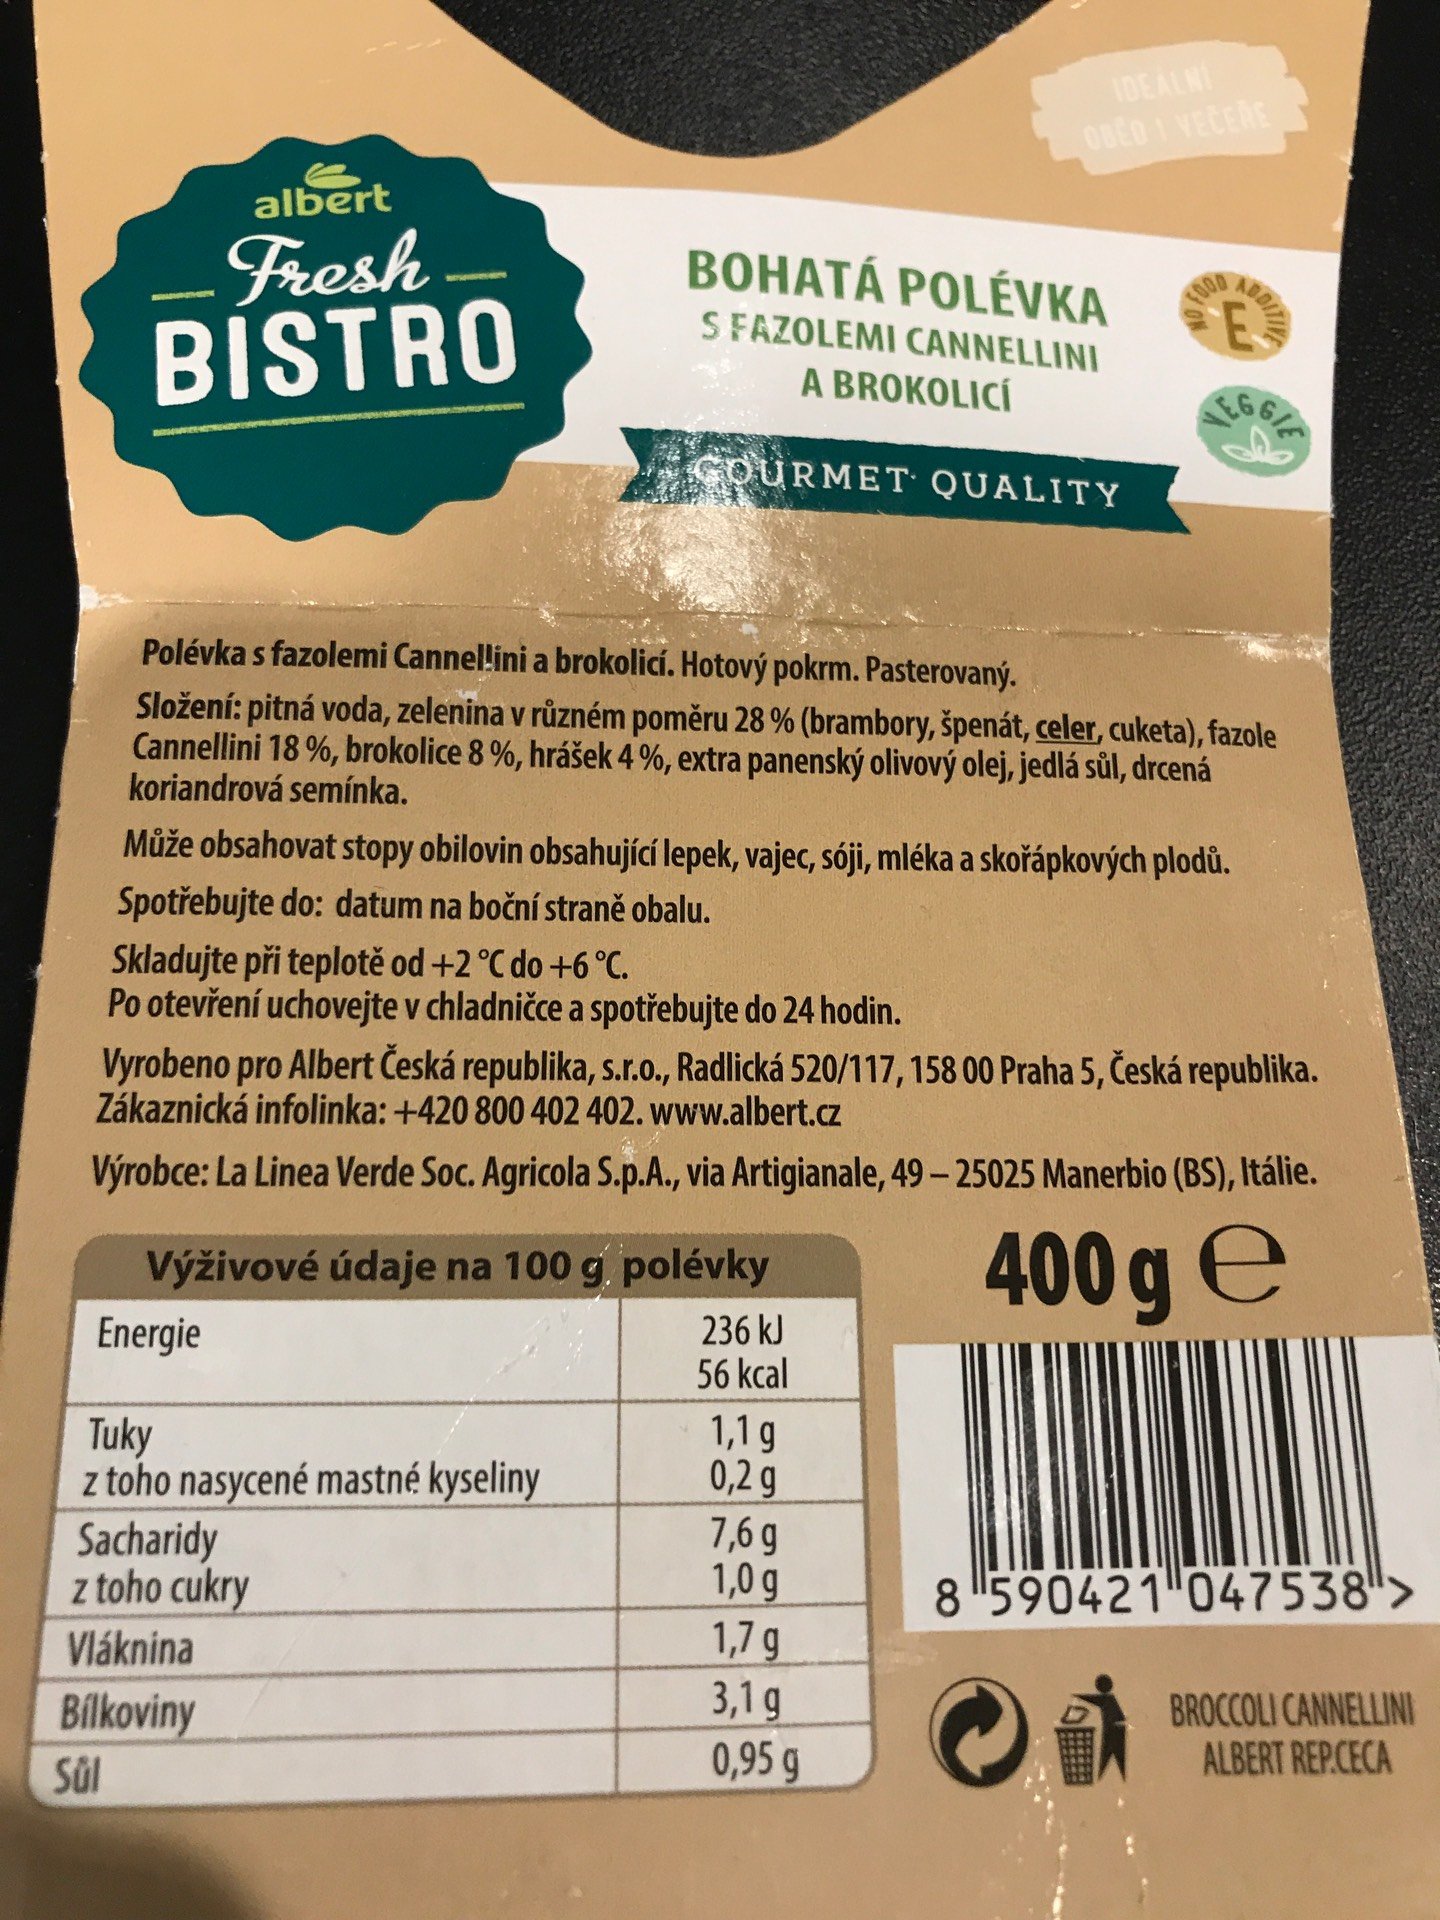 IDEÁLNÍ
OBĚD I VEČEŘE
albert
Fresh
BISTRO
BOHATÁ POLÉVKA
S FAZOLEMI CANNELLINI
A BROKOLICÍ
NO FOOD ADDITIVE
E
VEGGIE
GOURMET QUALITY
Polévka s fazolemi Cannellini a brokolicí. Hotový pokrm. Pasterovaný.
Složení: pitná voda, zelenina v různém poměru 28 % (brambory, špenát, celer, cuketa), fazole
Cannellini 18 %, brokolice 8 %, hrášek 4 %, extra panenský olivový olej, jedlá sůl, drcená
koriandrová semínka.
Může obsahovat stopy obilovin obsahující lepek, vajec, sóji, mléka a skořápkových plodů.
Spotřebujte do: datum na boční straně obalu.
Skladujte při teplotě od +2 °C do +6 °C.
Po otevření uchovejte v chladničce a spotřebujte do 24 hodin.
Vyrobeno pro Albert Česká republika, s.r.o., Radlická 520/117, 158 00 Praha 5, Česká republika.
Zákaznická infolinka: +420 800 402 402. www.albert.cz
Výrobce: La Linea Verde Soc. Agricola S.p.A., via Artigianale, 49 – 25025 Manerbio (BS), Itálie.
Výživové údaje na 100 g polévky
Energie 236 kJ
56 kcal
Tuky 1,1 g
z toho nasycené mastné kyseliny 0,2 g
Sacharidy 7,6 g
z toho cukry 1,0 g
Vláknina 1,7 g
Bílkoviny 3,1 g
Sůl 0,95 g
400 g e
8 590421 047538 >
BROCCOLI CANNELLINI
ALBERT REP.CECA